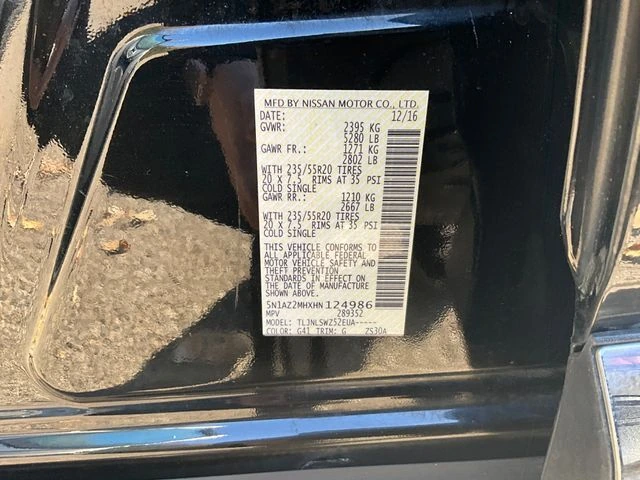 MFD BY NISSAN MOTOR CO., LTD.
DATE: 12/16
GVWR: 2395 KG
5280 LB
GAWR FR.: 1271 KG
2802 LB
WITH 235/55R20 TIRES
20 X 7.5 RIMS AT 35 PSI
COLD SINGLE
GAWR RR.: 1210 KG
2667 LB
WITH 235/55R20 TIRES
20 X 7.5 RIMS AT 35 PSI
COLD SINGLE
THIS VEHICLE CONFORMS TO
ALL APPLICABLE FEDERAL
MOTOR VEHICLE SAFETY AND
THEFT PREVENTION
STANDARDS IN EFFECT ON
THE DATE OF MANUFACTURE
SHOWN ABOVE.
5N1AZ2MHXHN124986
MPV 289352
MODEL: TLJNLSWZ52EUA-----
COLOR: G41 TRIM: G ZS30A